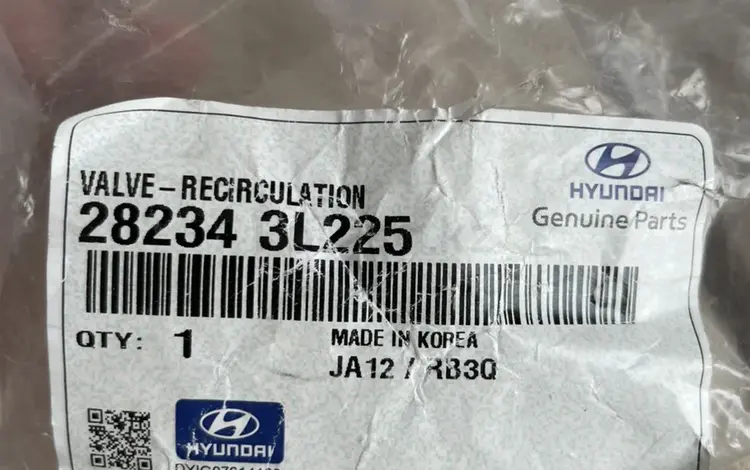 VALVE-RECIRCULATION
28234 3L225
HYUNDAI
Genuine Parts
QTY: 1
MADE IN KOREA
JA12 / RB3Q
HYUNDAI